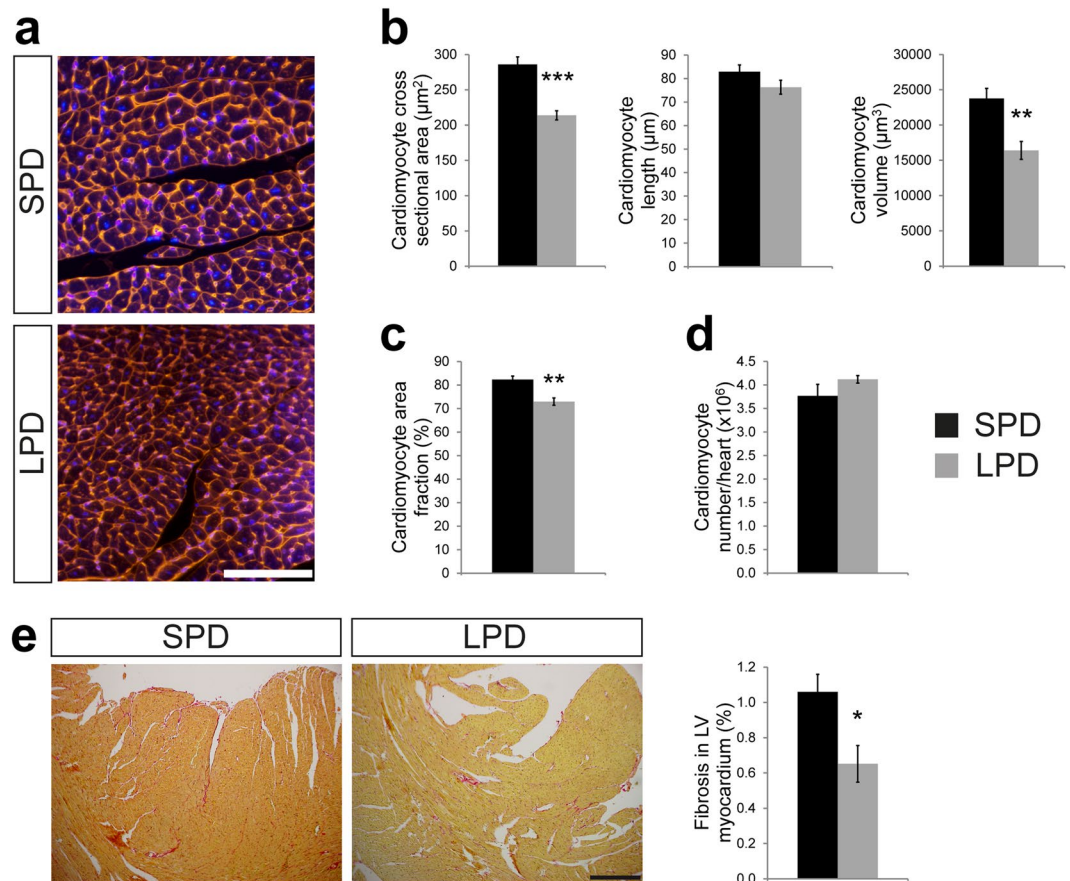 a
SPD
LPD
b
Cardiomyocyte cross
sectional area (µm²)
300
250
200
150
100
50
0
***
Cardiomyocyte
length (µm)
90
80
70
60
50
40
30
20
10
0
Cardiomyocyte
volume (µm³)
30000
25000
20000
15000
10000
5000
0
**
c
Cardiomyocyte area
fraction (%)
90
80
70
60
50
40
30
20
10
0
**
d
Cardiomyocyte
number/heart (x10⁶)
4.5
4.0
3.5
3.0
2.5
2.0
1.5
1.0
0.5
0.0
SPD
LPD
e
SPD
LPD
Fibrosis in LV
myocardium (%)
1.2
1.0
0.8
0.6
0.4
0.2
0.0
*